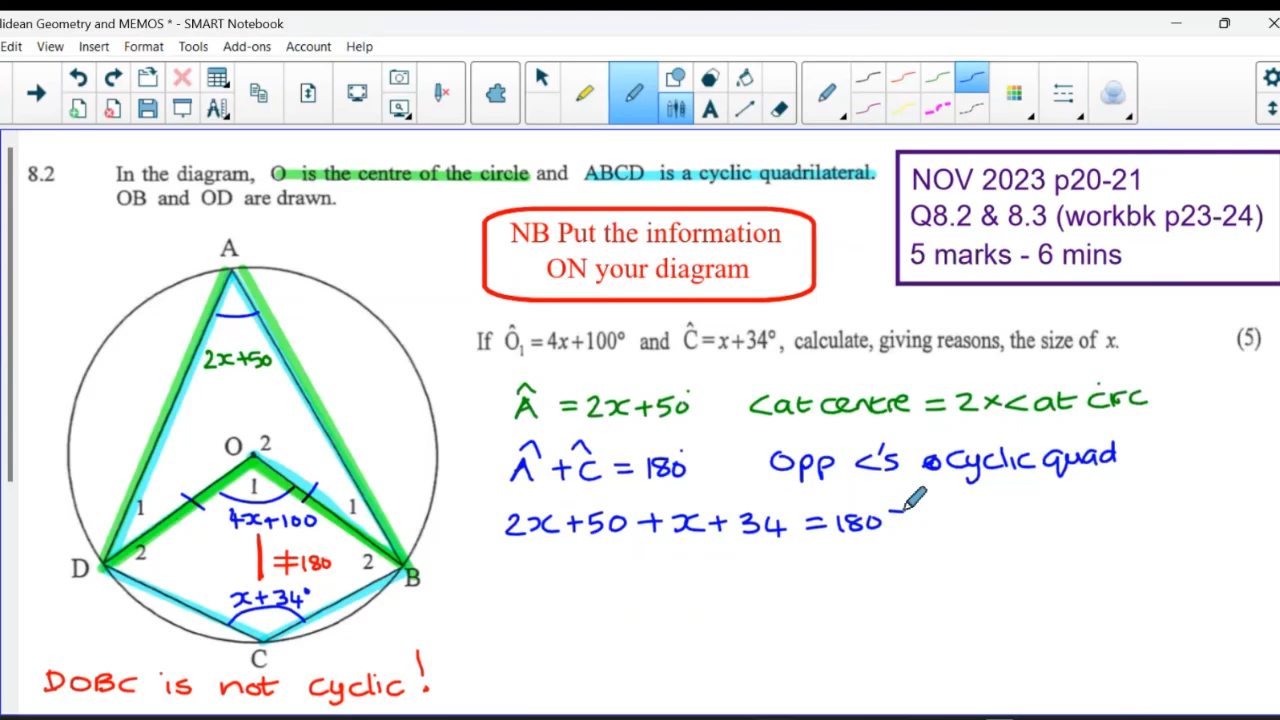 lidean Geometry and MEMOS * - SMART Notebook
Edit View Insert Format Tools Add-ons Account Help
8.2 In the diagram, O is the centre of the circle and ABCD is a cyclic quadrilateral.
OB and OD are drawn.
NOV 2023 p20-21
Q8.2 & 8.3 (workbk p23-24)
5 marks - 6 mins
NB Put the information
ON your diagram
If Ô₁ = 4x+100° and Ĉ = x+34°, calculate, giving reasons, the size of x. (5)
A
2x+50
O 2
1
1 1
4x+100
D 2 2 B
≠180
x+34°
C
DOBC is not cyclic!
Â = 2x+50° <at centre = 2x<at circ
Â + Ĉ = 180° Opp <'s cyclic quad
2x+50 + x+34 = 180